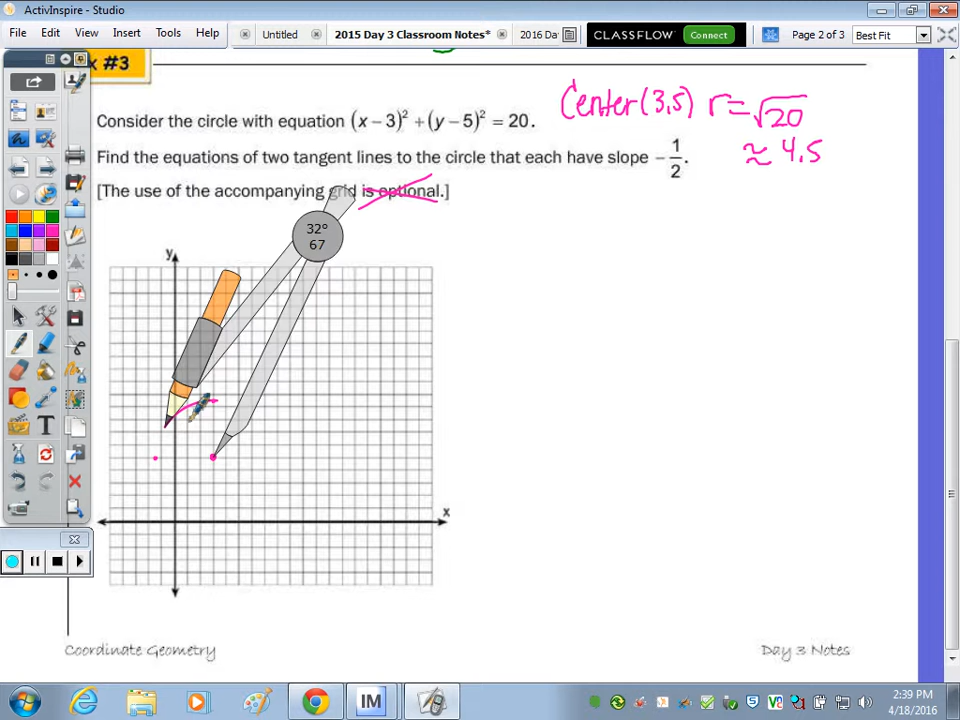 ActivInspire - Studio
File Edit View Insert Tools Help Untitled 2015 Day 3 Classroom Notes* 2016 Day CLASSFLOW Connect Page 2 of 3 Best Fit
x #3
Center (3,5) r = √20
Consider the circle with equation (x – 3)² + (y – 5)² = 20.
≈ 4.5
Find the equations of two tangent lines to the circle that each have slope – 1/2.
[The use of the accompanying grid is optional.]
32°
67
y
x
Coordinate Geometry Day 3 Notes
IM 2:39 PM
4/18/2016